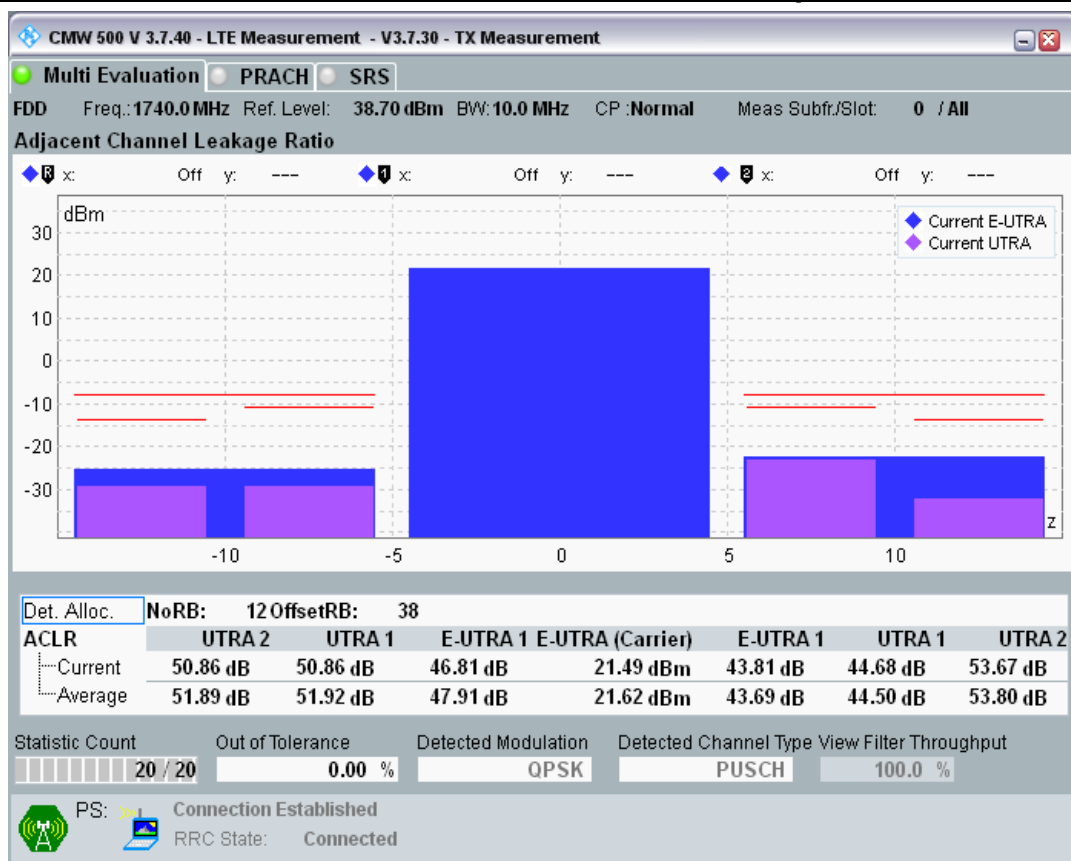 CMW 500 V 3.7.40 - LTE Measurement - V3.7.30 - TX Measurement
Multi Evaluation PRACH SRS
FDD Freq.: 1740.0 MHz Ref. Level: 38.70 dBm BW: 10.0 MHz CP :Normal Meas Subfr./Slot: 0 / All
Adjacent Channel Leakage Ratio
R x: Off y: --- 1 x: Off y: --- 2 x: Off y: ---
dBm
Current E-UTRA
Current UTRA
30
20
10
0
-10
-20
-30
z
-10 -5 0 5 10
Det. Alloc. NoRB: 12 OffsetRB: 38
ACLR UTRA 2 UTRA 1 E-UTRA 1 E-UTRA (Carrier) E-UTRA 1 UTRA 1 UTRA 2
Current 50.86 dB 50.86 dB 46.81 dB 21.49 dBm 43.81 dB 44.68 dB 53.67 dB
Average 51.89 dB 51.92 dB 47.91 dB 21.62 dBm 43.69 dB 44.50 dB 53.80 dB
Statistic Count Out of Tolerance Detected Modulation Detected Channel Type View Filter Throughput
20 / 20 0.00 % QPSK PUSCH 100.0 %
PS: Connection Established
RRC State: Connected